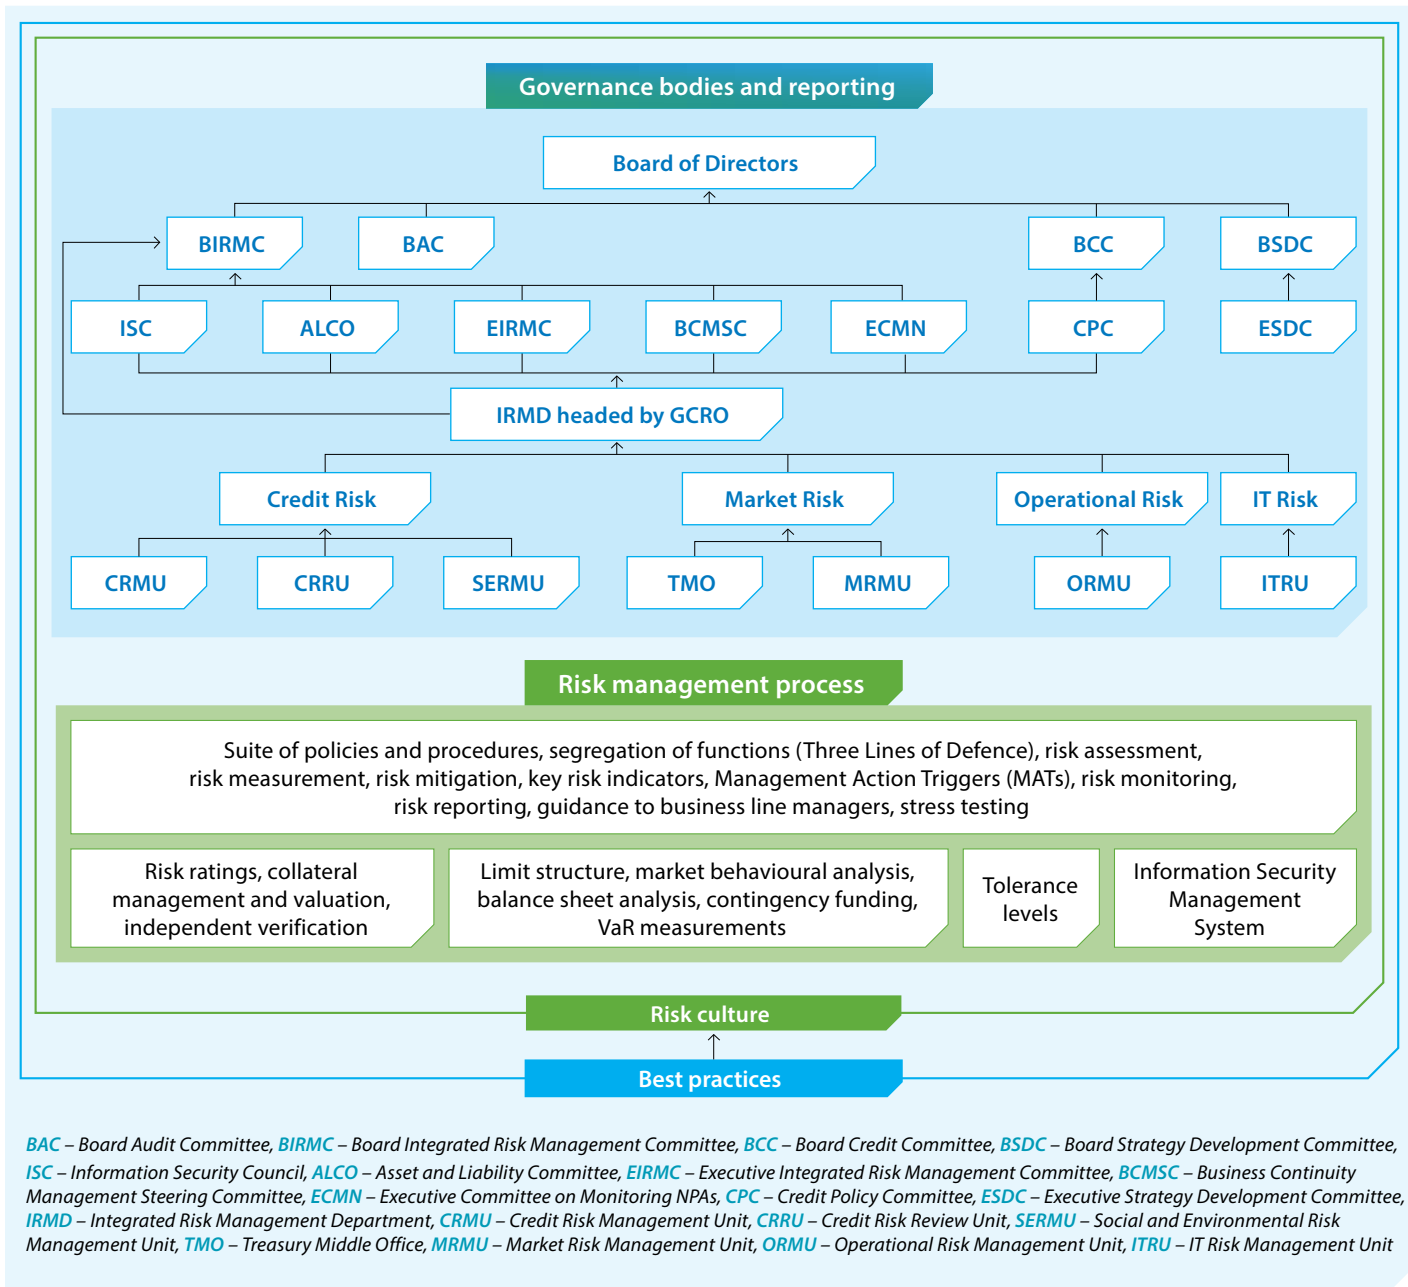 Governance bodies and reporting
Board of Directors
BIRMC
BAC
BCC
BSDC
ISC
ALCO
EIRMC
BCMSC
ECMN
CPC
ESDC
IRMD headed by GCRO
Credit Risk
Market Risk
Operational Risk
IT Risk
CRMU
CRRU
SERMU
TMO
MRMU
ORMU
ITRU
Risk management process
Suite of policies and procedures, segregation of functions (Three Lines of Defence), risk assessment,
risk measurement, risk mitigation, key risk indicators, Management Action Triggers (MATs), risk monitoring,
risk reporting, guidance to business line managers, stress testing
Risk ratings, collateral
management and valuation,
independent verification
Limit structure, market behavioural analysis,
balance sheet analysis, contingency funding,
VaR measurements
Tolerance
levels
Information Security
Management
System
Risk culture
Best practices
BAC – Board Audit Committee, BIRMC – Board Integrated Risk Management Committee, BCC – Board Credit Committee, BSDC – Board Strategy Development Committee,
ISC – Information Security Council, ALCO – Asset and Liability Committee, EIRMC – Executive Integrated Risk Management Committee, BCMSC – Business Continuity
Management Steering Committee, ECMN – Executive Committee on Monitoring NPAs, CPC – Credit Policy Committee, ESDC – Executive Strategy Development Committee,
IRMD – Integrated Risk Management Department, CRMU – Credit Risk Management Unit, CRRU – Credit Risk Review Unit, SERMU – Social and Environmental Risk
Management Unit, TMO – Treasury Middle Office, MRMU – Market Risk Management Unit, ORMU – Operational Risk Management Unit, ITRU – IT Risk Management Unit